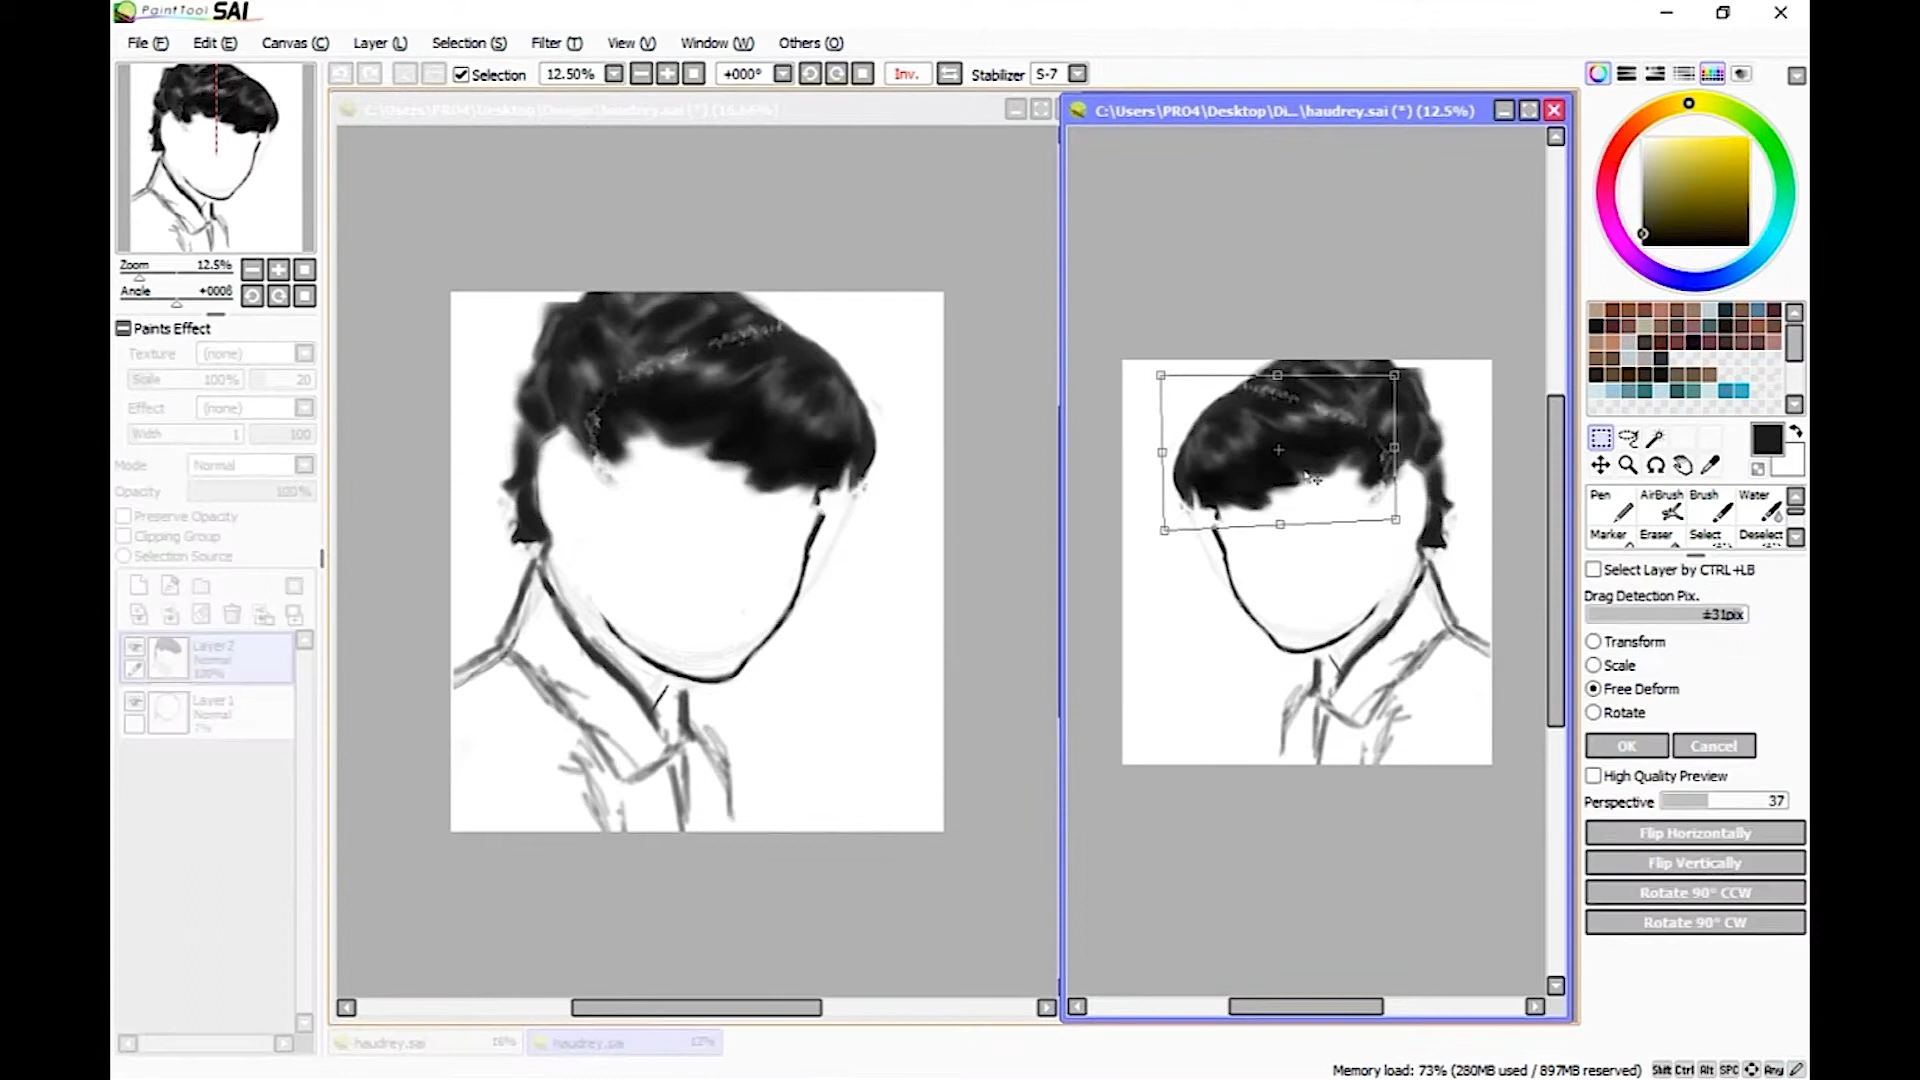 PaintTool SAI
File (F) Edit (E) Canvas (C) Layer (L) Selection (S) Filter (T) View (V) Window (W) Others (O)
Selection 12.50% +000° Inv. Stabilizer S-7
C:\Users\PRO4\Desktop\Di...\haudrey.sai (*) (12.5%)
Zoom 12.5%
Angle
Paints Effect
Texture (none)
Scale 100% 20
Effect (none)
Width 1 100
Mode Normal
Opacity 100%
Preserve Opacity
Clipping Group
Selection Source
Layer2
Normal
100%
Layer1
Normal
7%
haudrey.sai 16% haudrey.sai 12%
Pen AirBrush Brush Water
Marker Eraser Select Deselect
Select Layer by CTRL+LB
Drag Detection Pix.
±31pix
Transform
Scale
Free Deform
Rotate
OK Cancel
High Quality Preview
Perspective 37
Flip Horizontally
Flip Vertically
Rotate 90° CCW
Rotate 90° CW
Memory load: 73% (280MB used / 897MB reserved) Shift Ctrl Alt SPC Any